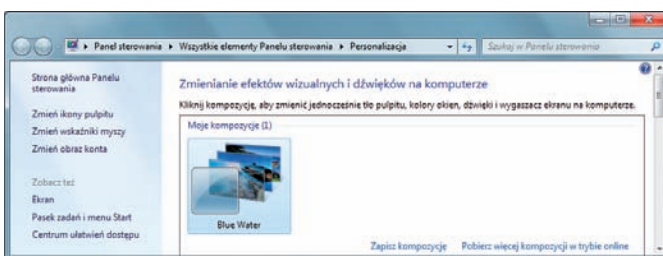 Panel sterowania ▸ Wszystkie elementy Panelu sterowania ▸ Personalizacja
Szukaj w Panelu sterowania
Strona główna Panelu
sterowania
Zmień ikony pulpitu
Zmień wskaźniki myszy
Zmień obraz konta
Zobacz też
Ekran
Pasek zadań i menu Start
Centrum ułatwień dostępu
Zmienianie efektów wizualnych i dźwięków na komputerze
Kliknij kompozycję, aby zmienić jednocześnie tło pulpitu, kolory okien, dźwięki i wygaszacz ekranu na komputerze.
Moje kompozycje (1)
Blue Water
Zapisz kompozycję Pobierz więcej kompozycji w trybie online